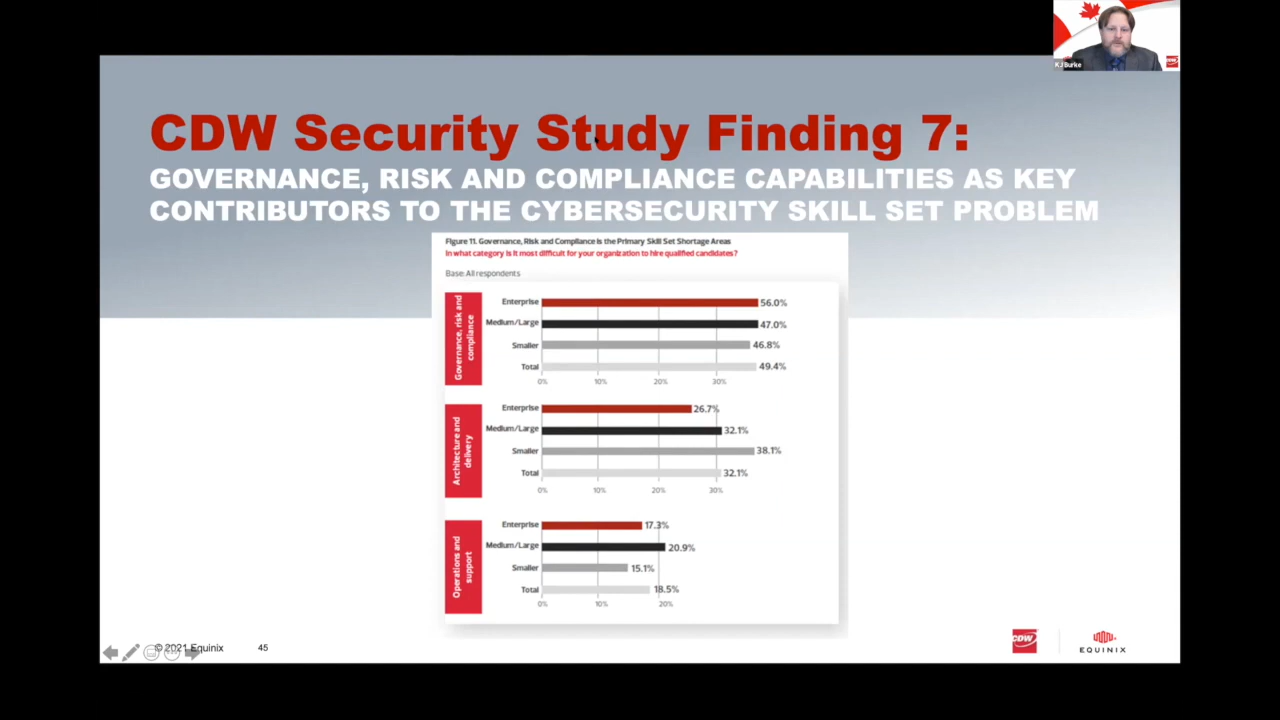 KJ Burke
CDW Security Study Finding 7:
GOVERNANCE, RISK AND COMPLIANCE CAPABILITIES AS KEY
CONTRIBUTORS TO THE CYBERSECURITY SKILL SET PROBLEM
Figure 11. Governance, Risk and Compliance is the Primary Skill Set Shortage Areas
In what category is it most difficult for your organization to hire qualified candidates?
Base: All respondents
Governance, risk and
compliance
Enterprise 56.0%
Medium/Large 47.0%
Smaller 46.8%
Total 49.4%
0% 10% 20% 30%
Architecture and
delivery
Enterprise 26.7%
Medium/Large 32.1%
Smaller 38.1%
Total 32.1%
0% 10% 20% 30%
Operations and
support
Enterprise 17.3%
Medium/Large 20.9%
Smaller 15.1%
Total 18.5%
0% 10% 20%
© 2021 Equinix 45
CDW
EQUINIX